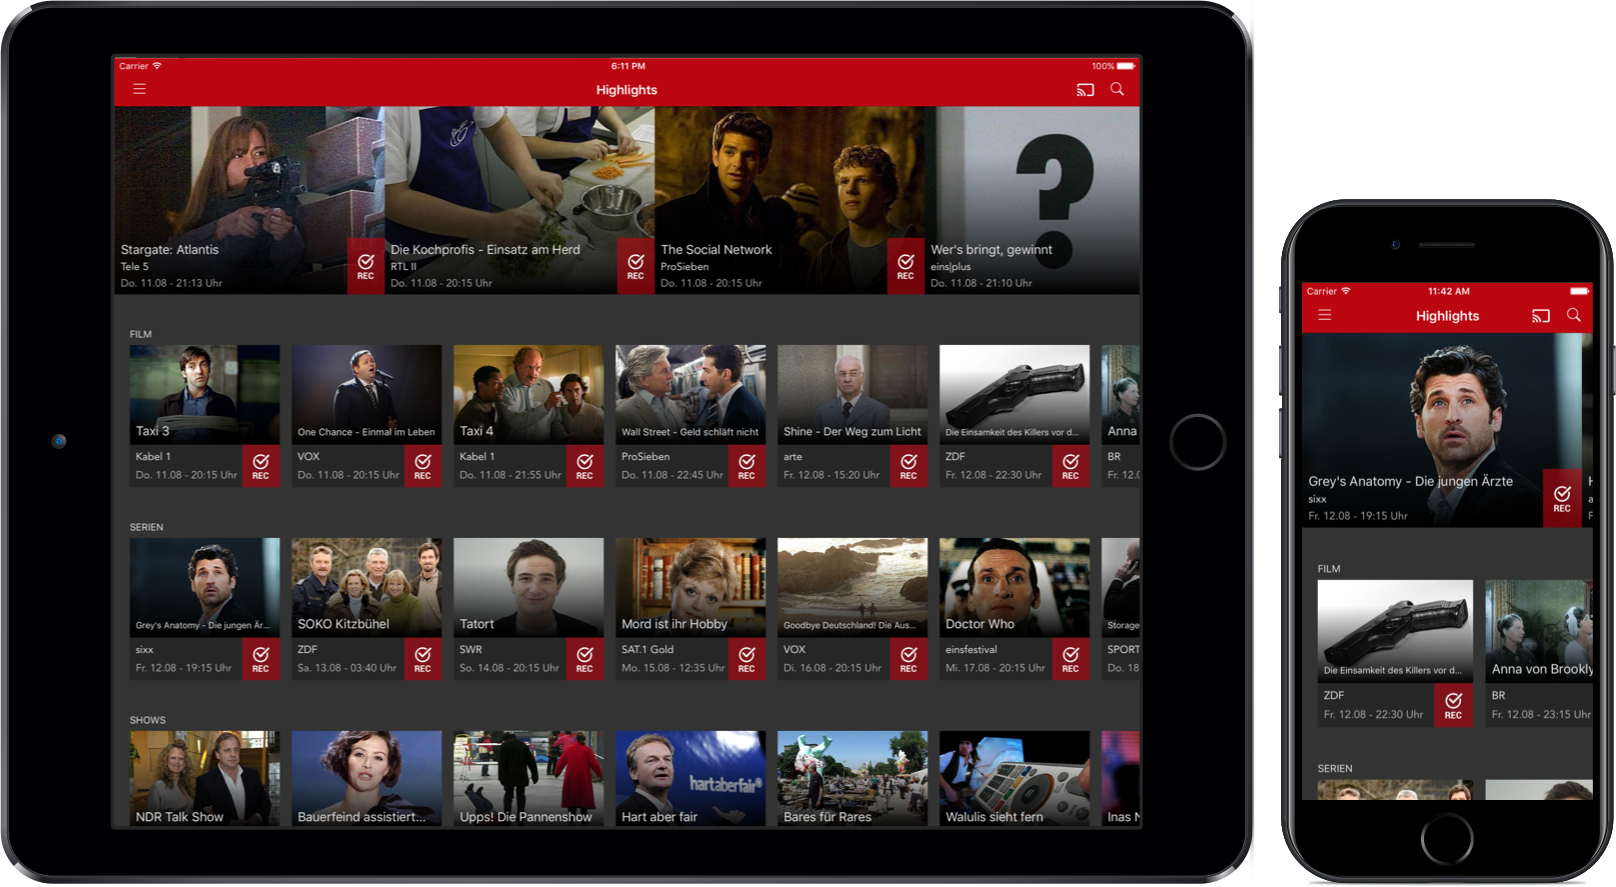 Carrier
6:11 PM
100%
Highlights
Stargate: Atlantis
Tele 5
Do. 11.08 - 21:13 Uhr
REC
Die Kochprofis - Einsatz am Herd
RTL II
Do. 11.08 - 20:15 Uhr
REC
The Social Network
ProSieben
Do. 11.08 - 20:15 Uhr
REC
Wer's bringt, gewinnt
eins|plus
Do. 11.08 - 21:10 Uhr
?
FILM
Taxi 3
Kabel 1
Do. 11.08 - 20:15 Uhr
REC
One Chance - Einmal im Leben
VOX
Do. 11.08 - 20:15 Uhr
REC
Taxi 4
Kabel 1
Do. 11.08 - 21:55 Uhr
REC
Wall Street - Geld schläft nicht
ProSieben
Do. 11.08 - 22:45 Uhr
REC
Shine - Der Weg zum Licht
arte
Fr. 12.08 - 15:20 Uhr
REC
Die Einsamkeit des Killers vor d...
ZDF
Fr. 12.08 - 22:30 Uhr
REC
Anna
BR
Fr. 12.0
SERIEN
Grey's Anatomy - Die jungen Är...
sixx
Fr. 12.08 - 19:15 Uhr
REC
SOKO Kitzbühel
ZDF
Sa. 13.08 - 03:40 Uhr
REC
Tatort
SWR
So. 14.08 - 20:15 Uhr
REC
Mord ist ihr Hobby
SAT.1 Gold
Mo. 15.08 - 12:35 Uhr
REC
Goodbye Deutschland! Die Aus...
VOX
Di. 16.08 - 20:15 Uhr
REC
Doctor Who
einsfestival
Mi. 17.08 - 20:15 Uhr
REC
Storage
SPORT
Do. 18
SHOWS
NDR Talk Show
Bauerfeind assistiert...
Upps! Die Pannenshow
hartaberfair
Hart aber fair
Bares für Rares
Walulis sieht fern
Inas N
Carrier
11:42 AM
Highlights
Grey's Anatomy - Die jungen Ärzte
sixx
Fr. 12.08 - 19:15 Uhr
REC
FILM
Die Einsamkeit des Killers vor d...
ZDF
Fr. 12.08 - 22:30 Uhr
REC
Anna von Brookly
BR
Fr. 12.08 - 23:15 Uhr
SERIEN